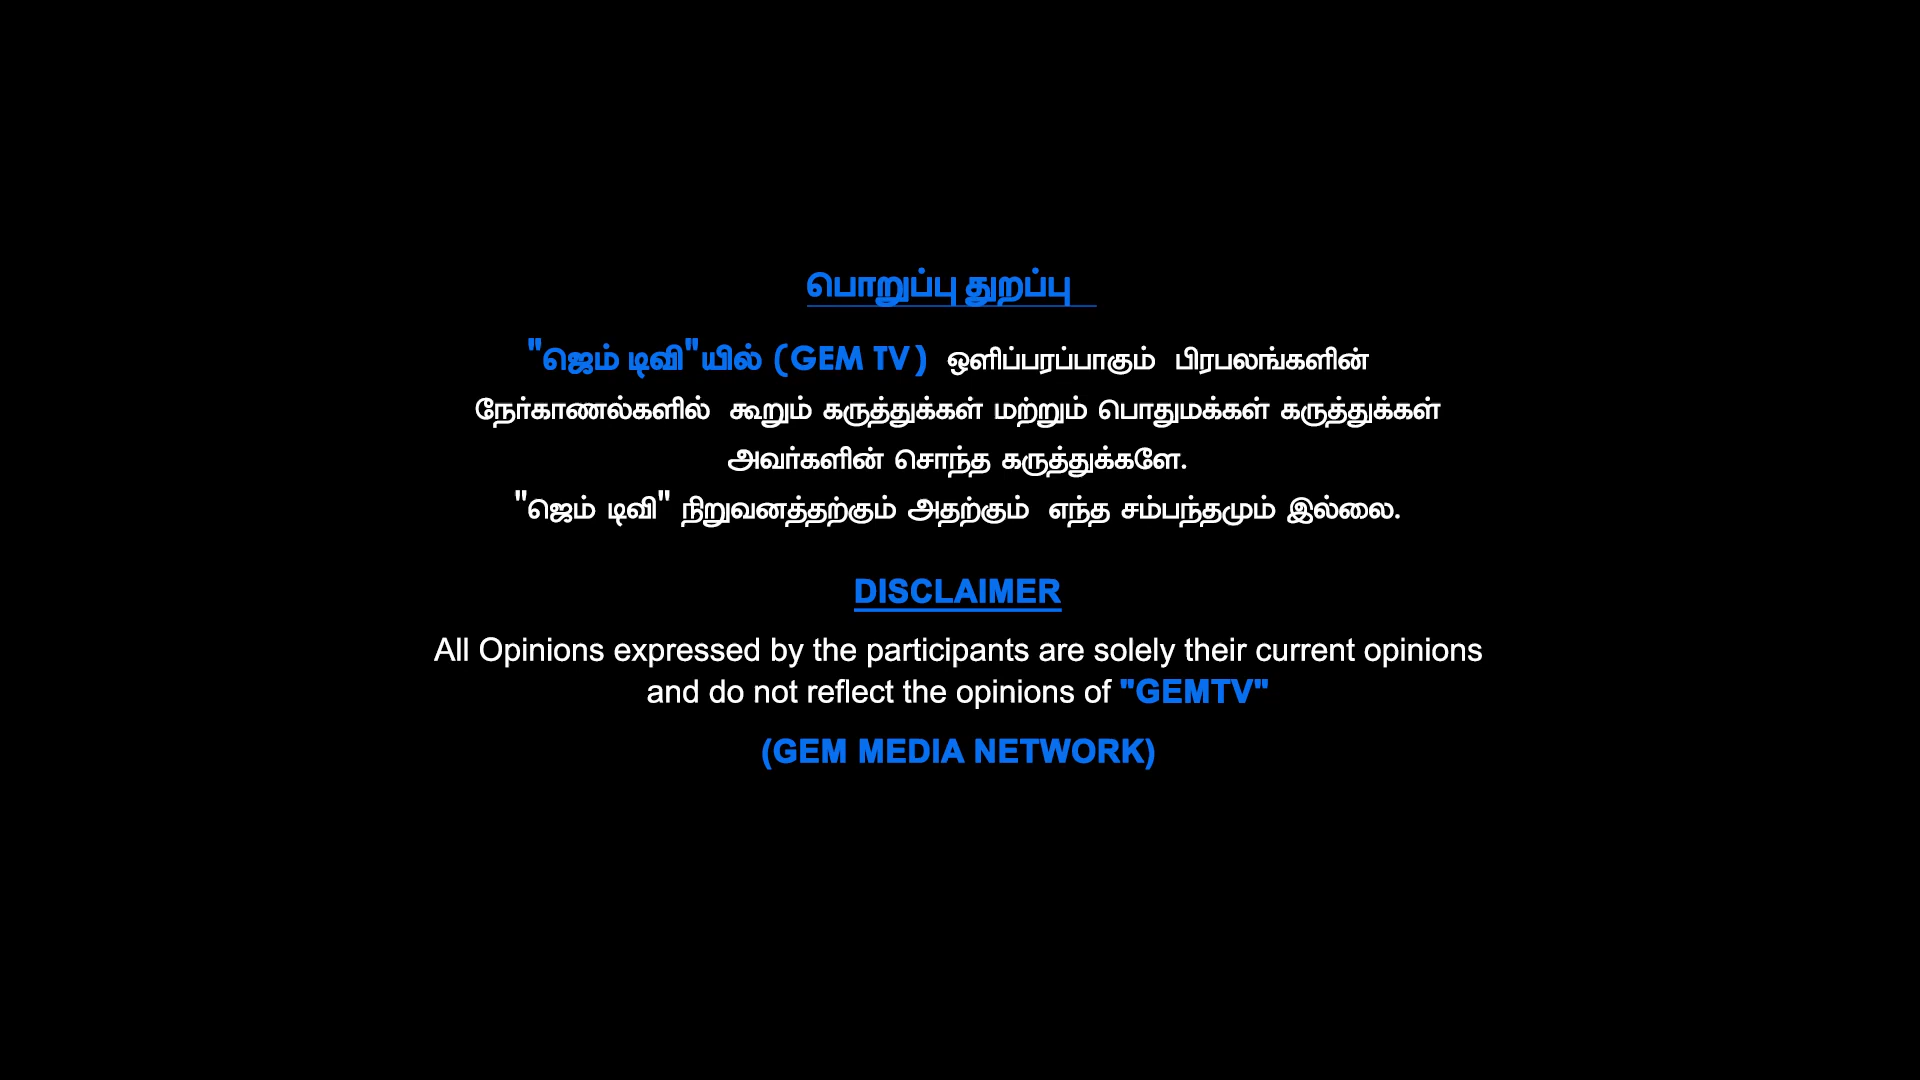 பொறுப்பு துறப்பு
"ஜெம் டிவி"யில் (GEM TV) ஒளிப்பரப்பாகும் பிரபலங்களின்
நேர்காணல்களில் கூறும் கருத்துக்கள் மற்றும் பொதுமக்கள் கருத்துக்கள்
அவர்களின் சொந்த கருத்துக்களே.
"ஜெம் டிவி" நிறுவனத்தற்கும் அதற்கும் எந்த சம்பந்தமும் இல்லை.
DISCLAIMER
All Opinions expressed by the participants are solely their current opinions
and do not reflect the opinions of "GEMTV"
(GEM MEDIA NETWORK)